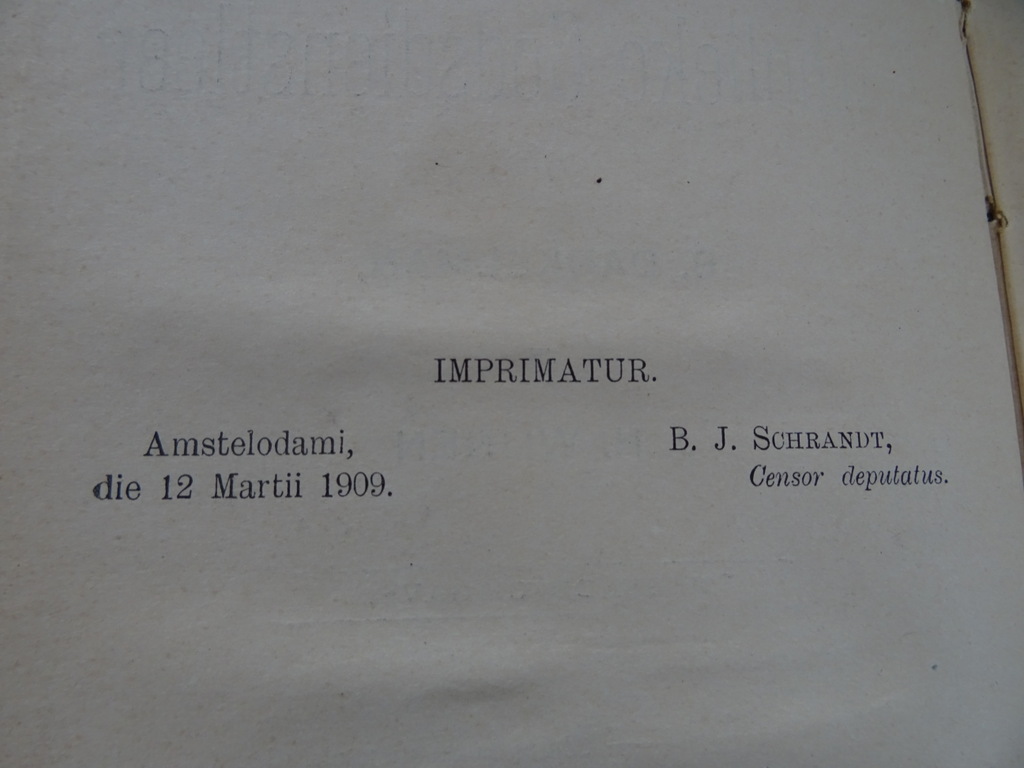 IMPRIMATUR.
Amstelodami,
die 12 Martii 1909.
B. J. SCHRANDT,
Censor deputatus.